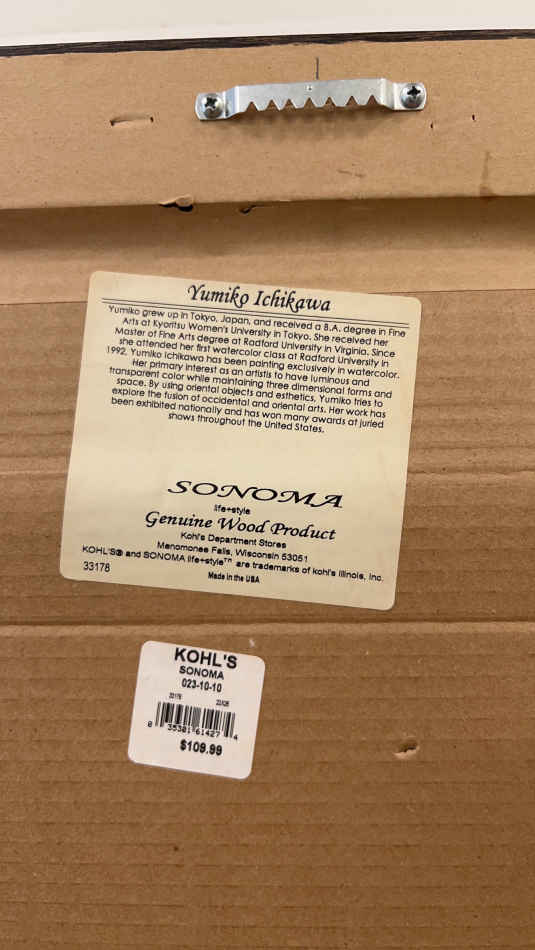 Yumiko Ichikawa
Yumiko grew up in Tokyo, Japan, and received a B.A. degree in Fine
Arts at Kyoritsu Women's University in Tokyo. She received her
Master of Fine Arts degree at Radford University in Virginia. Since
she attended her first watercolor class at Radford University in
1992, Yumiko Ichikawa has been painting exclusively in watercolor.
Her primary interest as an artistis to have luminous and
transparent color while maintaining three dimensional forms and
space. By using oriental objects and esthetics, Yumiko tries to
explore the fusion of occidental and oriental arts. Her work has
been exhibited nationally and has won many awards at juried
shows throughout the United States.
SONOMA
life+style
Genuine Wood Product
Kohl's Department Stores
Menomonee Falls, Wisconsin 53051
KOHL'S® and SONOMA life+style™ are trademarks of kohl's Illinois, Inc.
33178
Made in the USA
KOHL'S
SONOMA
023-10-10
33178
0 35301 61427 4
$109.99